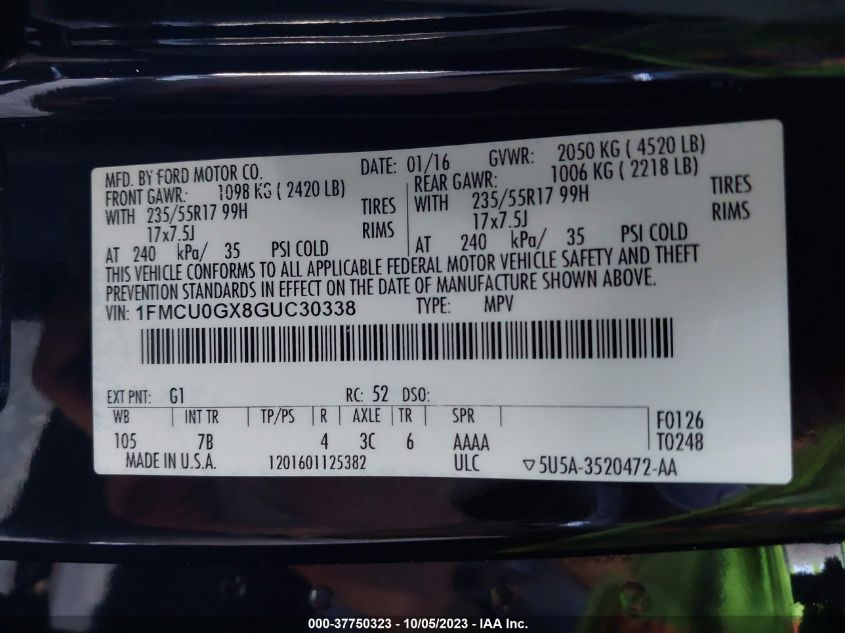 MFD. BY FORD MOTOR CO. DATE: 01/16 GVWR: 2050 KG ( 4520 LB)
FRONT GAWR: 1098 KG ( 2420 LB) REAR GAWR: 1006 KG ( 2218 LB)
WITH 235/55R17 99H TIRES WITH 235/55R17 99H TIRES
17x7.5J RIMS 17x7.5J RIMS
AT 240 kPa/ 35 PSI COLD AT 240 kPa/ 35 PSI COLD
THIS VEHICLE CONFORMS TO ALL APPLICABLE FEDERAL MOTOR VEHICLE SAFETY AND THEFT
PREVENTION STANDARDS IN EFFECT ON THE DATE OF MANUFACTURE SHOWN ABOVE.
VIN: 1FMCU0GX8GUC30338 TYPE: MPV
EXT PNT: G1 RC: 52 DSO:
WB INT TR TP/PS R AXLE TR SPR F0126
105 7B 4 3C 6 AAAA T0248
MADE IN U.S.A. 1201601125382 ULC ▽5U5A-3520472-AA
000-37750323 - 10/05/2023 - IAA Inc.